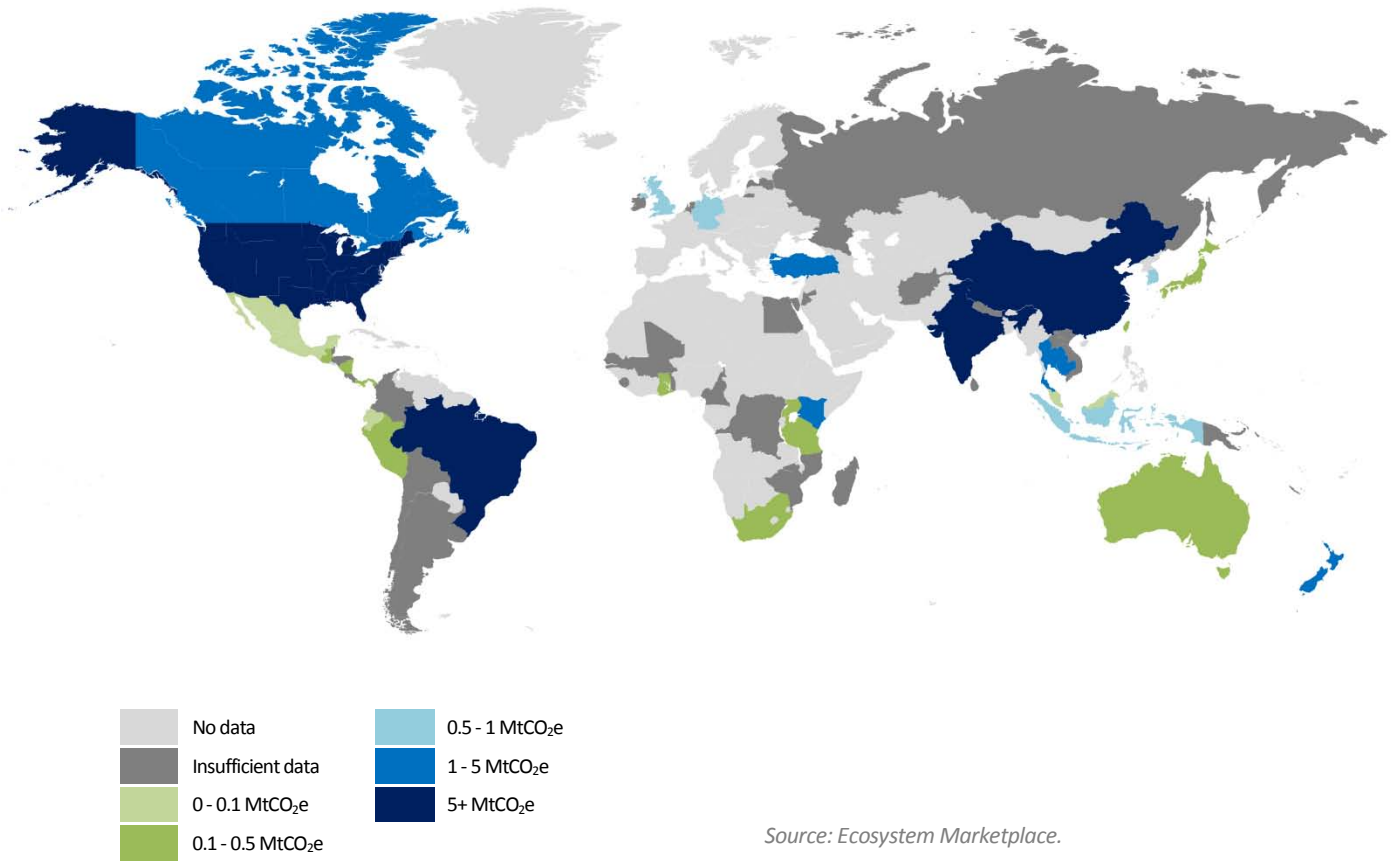 No data
Insufficient data
0 - 0.1 MtCO₂e
0.1 - 0.5 MtCO₂e
0.5 - 1 MtCO₂e
1 - 5 MtCO₂e
5+ MtCO₂e
Source: Ecosystem Marketplace.